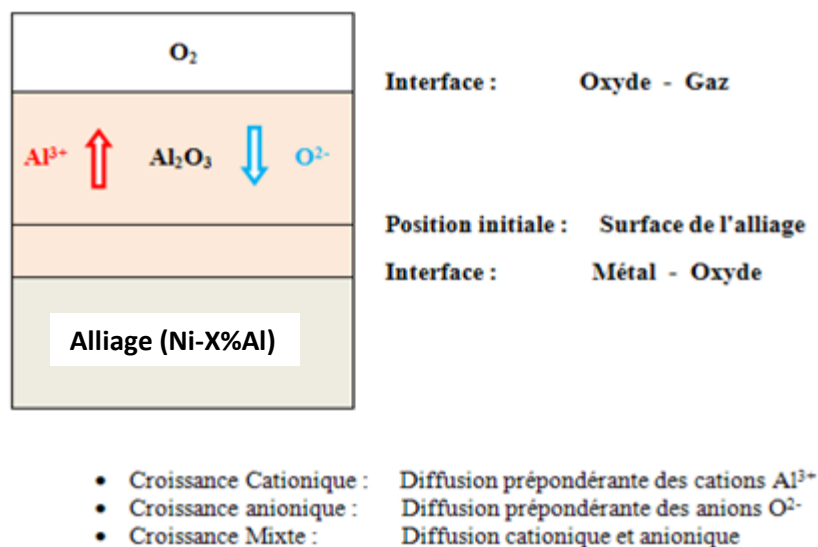 O₂
Interface : Oxyde - Gaz
Al³⁺ Al₂O₃ O²⁻
Position initiale : Surface de l'alliage
Interface : Métal - Oxyde
Alliage (Ni-X%Al)
• Croissance Cationique : Diffusion prépondérante des cations Al³⁺
• Croissance anionique : Diffusion prépondérante des anions O²⁻
• Croissance Mixte : Diffusion cationique et anionique